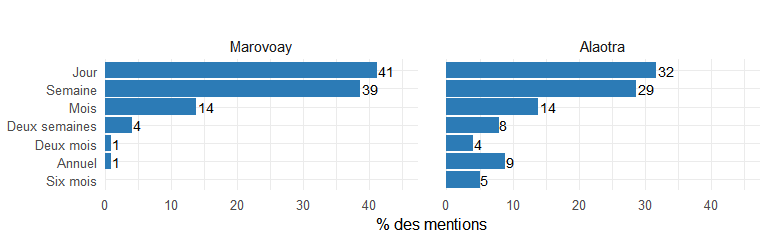 Marovoay Alaotra
Jour 41 32
Semaine 39 29
Mois 14 14
Deux semaines 4 8
Deux mois 1 4
Annuel 1 9
Six mois 5
0 10 20 30 40 0 10 20 30 40
% des mentions